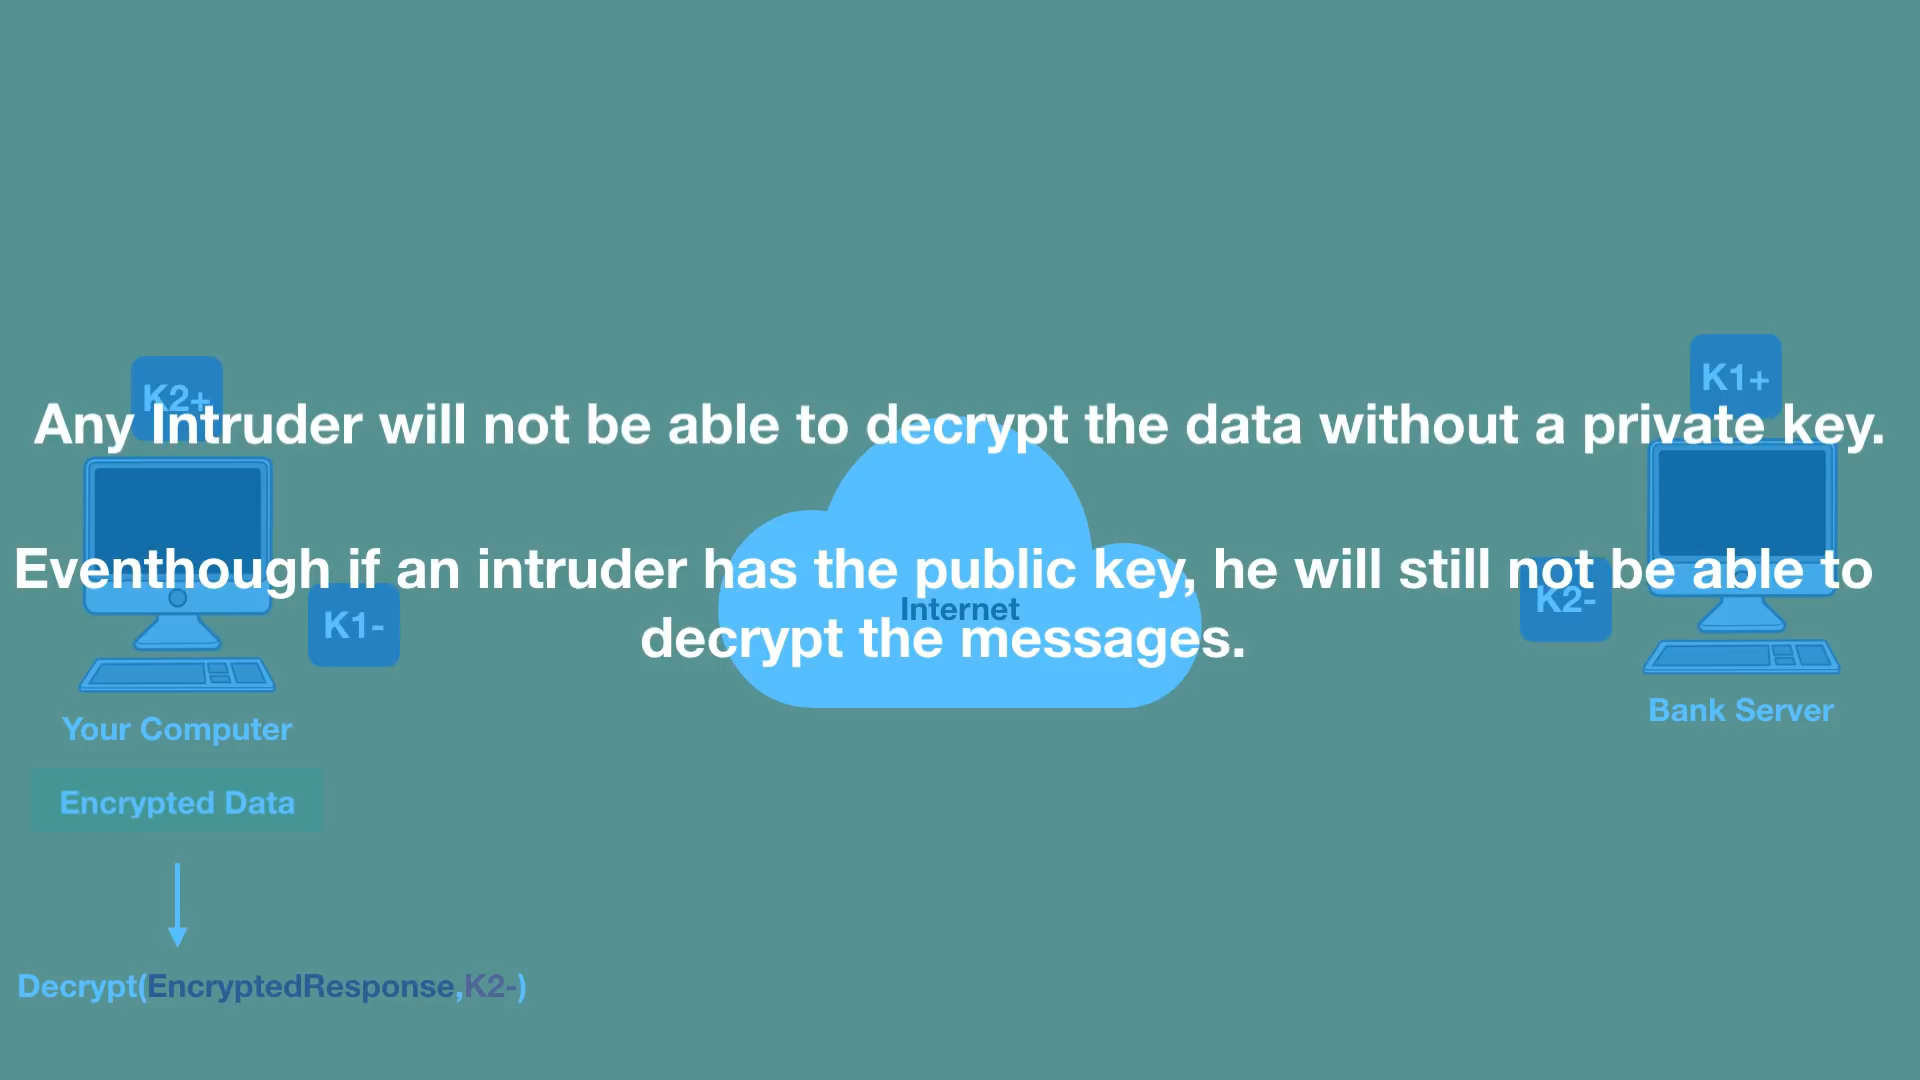 K1+
K2+
Any Intruder will not be able to decrypt the data without a private key.
Eventhough if an intruder has the public key, he will still not be able to
decrypt the messages.
Internet
K2-
K1-
Your Computer
Bank Server
Encrypted Data
Decrypt(EncryptedResponse,K2-)